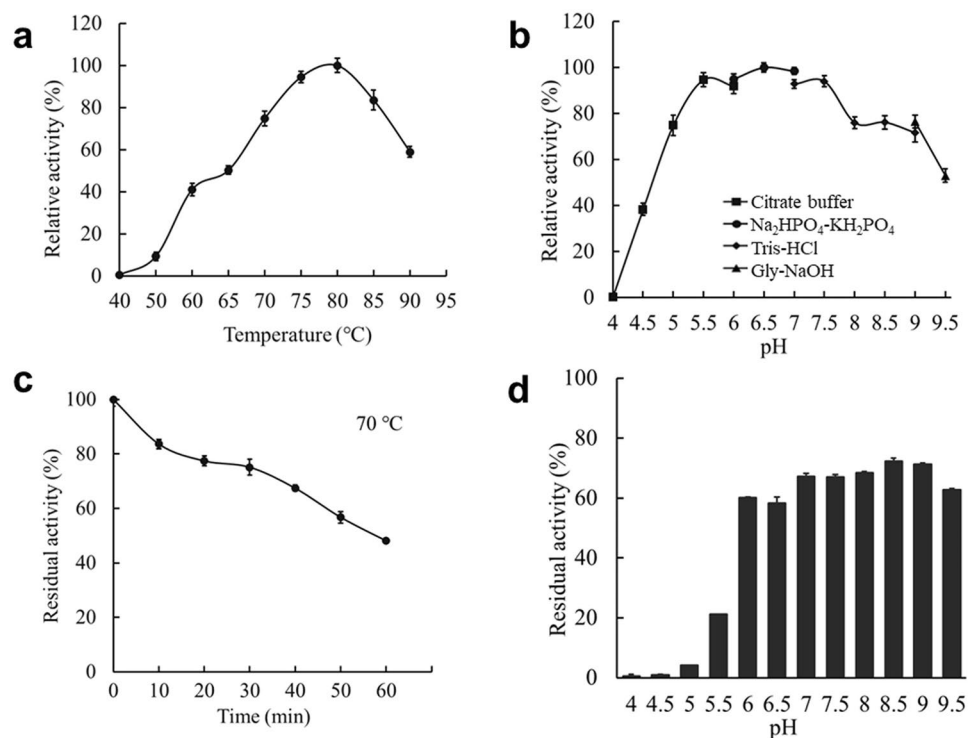 a
Relative activity (%)
120
100
80
60
40
20
0
40 50 60 65 70 75 80 85 90 95
Temperature (℃)
b
Relative activity (%)
120
100
80
60
40
20
0
Citrate buffer
Na₂HPO₄-KH₂PO₄
Tris-HCl
Gly-NaOH
4 4.5 5 5.5 6 6.5 7 7.5 8 8.5 9 9.5
pH
c
Residual activity (%)
100
80
60
40
20
0
70 ℃
0 10 20 30 40 50 60
Time (min)
d
Residual activity (%)
100
80
60
40
20
0
4 4.5 5 5.5 6 6.5 7 7.5 8 8.5 9 9.5
pH